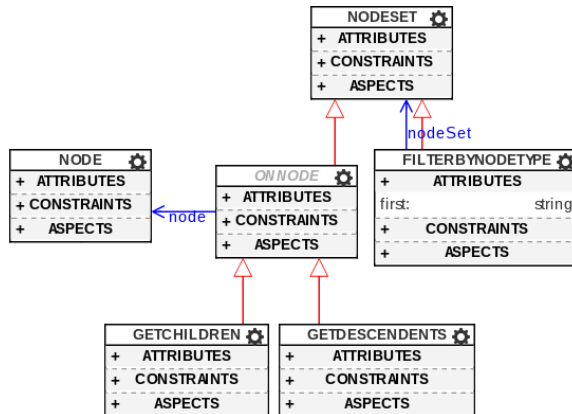 NODESET
+ ATTRIBUTES
+ CONSTRAINTS
+ ASPECTS
nodeSet
NODE
+ ATTRIBUTES
+ CONSTRAINTS
+ ASPECTS
node
ONNODE
+ ATTRIBUTES
+ CONSTRAINTS
+ ASPECTS
FILTERBYNODETYPE
+ ATTRIBUTES
first: string
+ CONSTRAINTS
+ ASPECTS
GETCHILDREN
+ ATTRIBUTES
+ CONSTRAINTS
+ ASPECTS
GETDESCENDENTS
+ ATTRIBUTES
+ CONSTRAINTS
+ ASPECTS